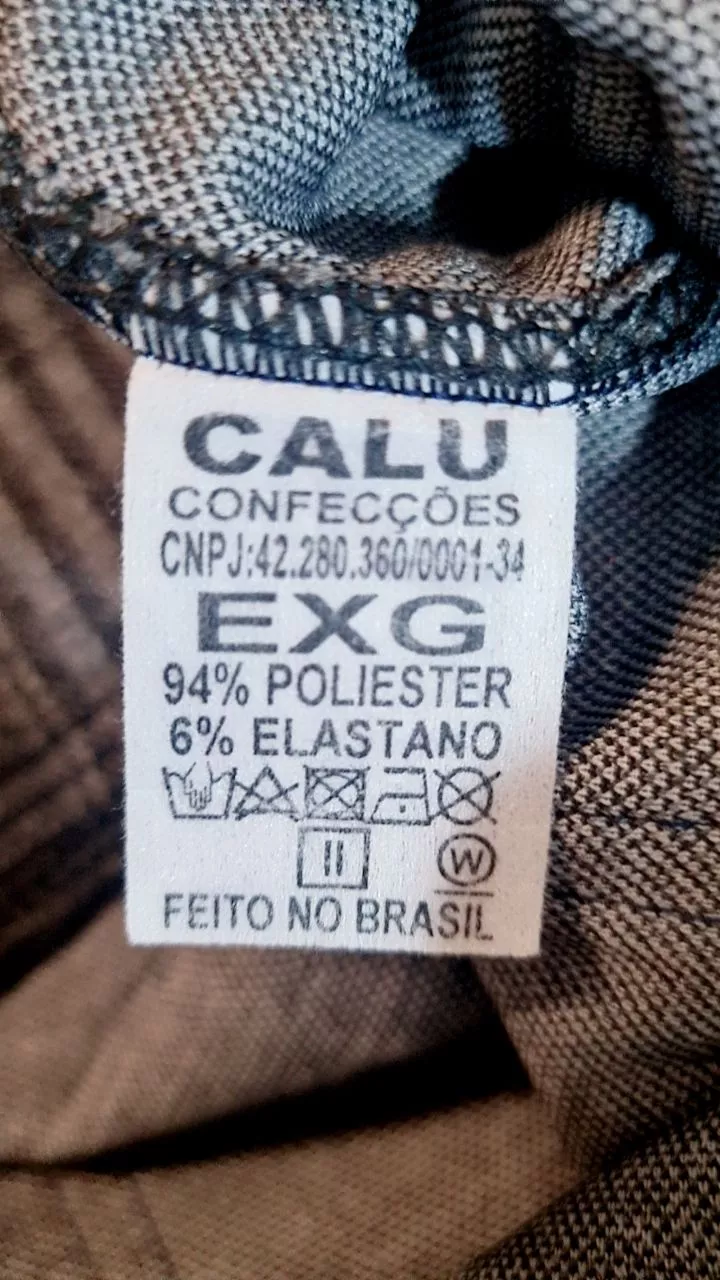 CALU
CONFECÇÕES
CNPJ:42.280.360/0001-34
EXG
94% POLIESTER
6% ELASTANO
W
FEITO NO BRASIL